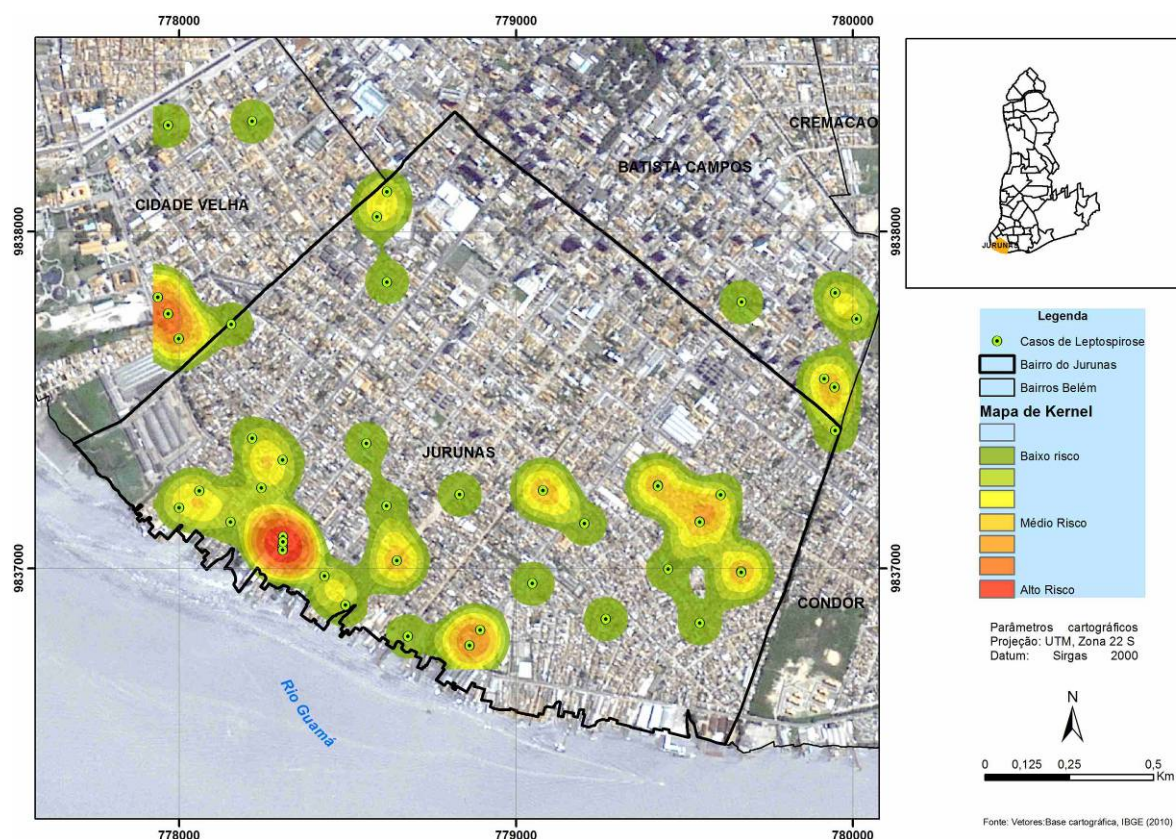 778000
779000
780000
9838000
9837000
CREMACAO
BATISTA CAMPOS
CIDADE VELHA
JURUNAS
CONDOR
Rio Guamá
9838000
9837000
778000
779000
780000
JURUNAS
Legenda
Casos de Leptospirose
Bairro do Jurunas
Bairros Belém
Mapa de Kernel
Baixo risco
Médio Risco
Alto Risco
Parâmetros cartográficos
Projeção: UTM, Zona 22 S
Datum: Sirgas 2000
N
0 0,125 0,25 0,5
Km
Fonte: Vetores:Base cartográfica, IBGE (2010)